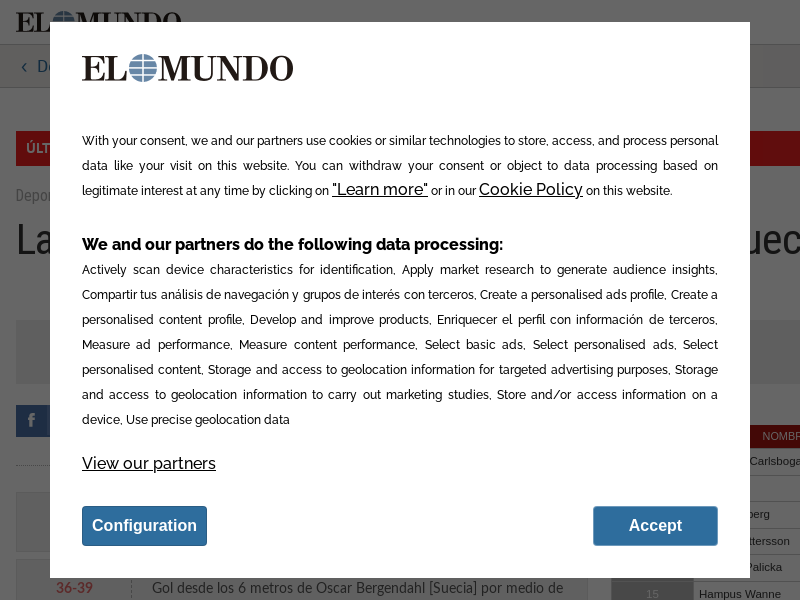 EL MUNDO
‹
EL MUNDO
With your consent, we and our partners use cookies or similar technologies to store, access, and process personal
data like your visit on this website. You can withdraw your consent or object to data processing based on
legitimate interest at any time by clicking on "Learn more" or in our Cookie Policy on this website.
We and our partners do the following data processing:
Actively scan device characteristics for identification, Apply market research to generate audience insights,
Compartir tus análisis de navegación y grupos de interés con terceros, Create a personalised ads profile, Create a
personalised content profile, Develop and improve products, Enriquecer el perfil con información de terceros,
Measure ad performance, Measure content performance, Select basic ads, Select personalised ads, Select
personalised content, Storage and access to geolocation information for targeted advertising purposes, Storage
and access to geolocation information to carry out marketing studies, Store and/or access information on a
device, Use precise geolocation data
View our partners
Configuration
Accept
ÚLT
Depor
La
uec
f
NOMBR
Carlsboga
berg
ttersson
Palicka
36-39
Gol desde los 6 metros de Oscar Bergendahl [Suecia] por medio de
15
Hampus Wanne